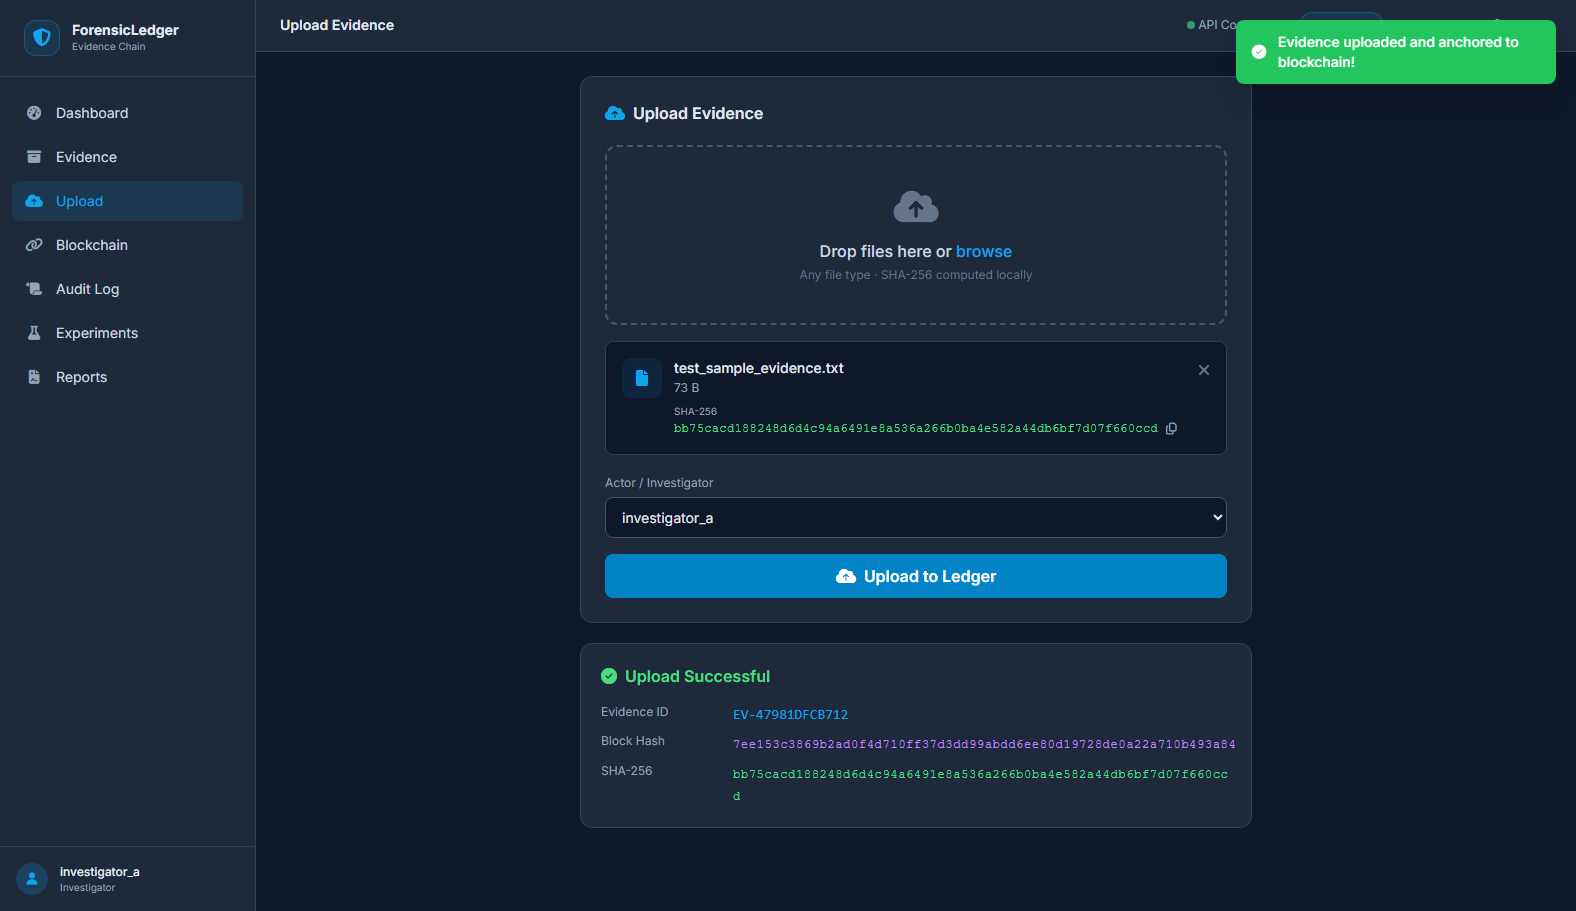 ForensicLedger
Evidence Chain
Dashboard
Evidence
Upload
Blockchain
Audit Log
Experiments
Reports
investigator_a
Investigator
Upload Evidence
API
Evidence uploaded and anchored to
blockchain!
Upload Evidence
Drop files here or browse
Any file type · SHA-256 computed locally
test_sample_evidence.txt
73 B
SHA-256
bb75cacd188248d6d4c94a6491e8a536a266b0ba4e582a44db6bf7d07f660ccd
Actor / Investigator
investigator_a
Upload to Ledger
Upload Successful
Evidence ID
EV-47981DFCB712
Block Hash
7ee153c3869b2ad0f4d710ff37d3dd99abdd6ee80d19728de0a22a710b493a84
SHA-256
bb75cacd188248d6d4c94a6491e8a536a266b0ba4e582a44db6bf7d07f660cc
d